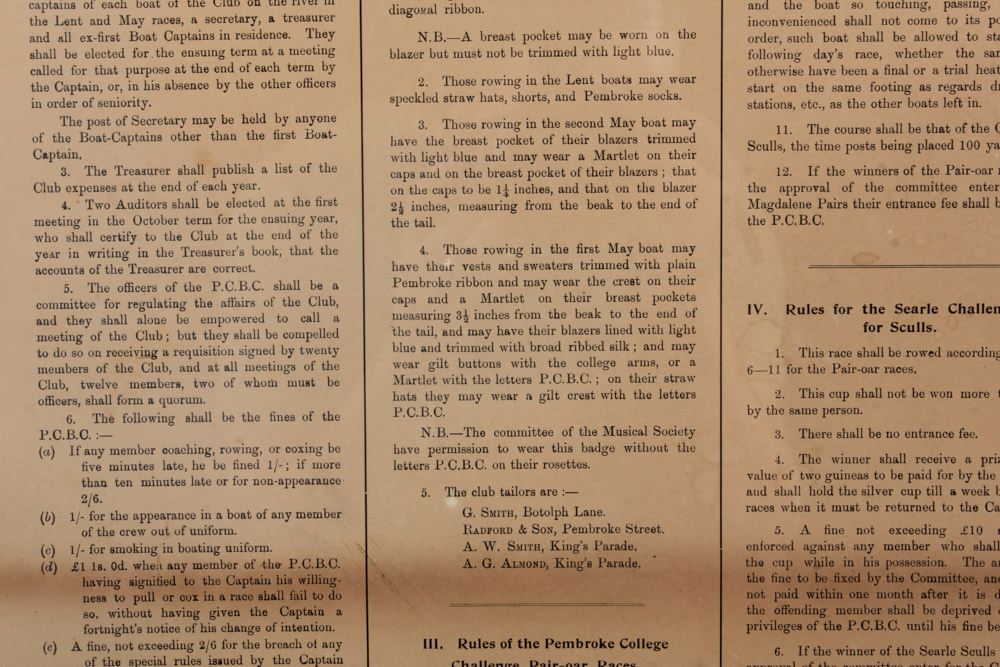 captains of each boat of the Club on the river in
the Lent and May races, a secretary, a treasurer
and all ex-first Boat Captains in residence. They
shall be elected for the ensuing term at a meeting
called for that purpose at the end of each term by
the Captain, or, in his absence by the other officers
in order of seniority.
The post of Secretary may be held by anyone
of the Boat-Captains other than the first Boat-
Captain.
3. The Treasurer shall publish a list of the
Club expenses at the end of each year.
4. Two Auditors shall be elected at the first
meeting in the October term for the ensuing year,
who shall certify to the Club at the end of the
year in writing in the Treasurer's book, that the
accounts of the Treasurer are correct.
5. The officers of the P.C.B.C. shall be a
committee for regulating the affairs of the Club,
and they shall alone be empowered to call a
meeting of the Club; but they shall be compelled
to do so on receiving a requisition signed by twenty
members of the Club, and at all meetings of the
Club, twelve members, two of whom must be
officers, shall form a quorum.
6. The following shall be the fines of the
P.C.B.C. :—
(a) If any member coaching, rowing, or coxing be
five minutes late, he be fined 1/-; if more
than ten minutes late or for non-appearance
2/6.
(b) 1/- for the appearance in a boat of any member
of the crew out of uniform.
(c) 1/- for smoking in boating uniform.
(d) £1 1s. 0d. when any member of the P.C.B.C.
having signified to the Captain his willing-
ness to pull or cox in a race shall fail to do
so, without having given the Captain a
fortnight's notice of his change of intention.
(e) A fine, not exceeding 2/6 for the breach of any
of the special rules issued by the Captain
diagonal ribbon.
N.B.—A breast pocket may be worn on the
blazer but must not be trimmed with light blue.
2. Those rowing in the Lent boats may wear
speckled straw hats, shorts, and Pembroke socks.
3. Those rowing in the second May boat may
have the breast pocket of their blazers trimmed
with light blue and may wear a Martlet on their
caps and on the breast pocket of their blazers; that
on the caps to be 1¼ inches, and that on the blazer
2½ inches, measuring from the beak to the end of
the tail.
4. Those rowing in the first May boat may
have their vests and sweaters trimmed with plain
Pembroke ribbon and may wear the crest on their
caps and a Martlet on their breast pockets
measuring 3½ inches from the beak to the end of
the tail, and may have their blazers lined with light
blue and trimmed with broad ribbed silk; and may
wear gilt buttons with the college arms, or a
Martlet with the letters P.C.B.C.; on their straw
hats they may wear a gilt crest with the letters
P.C.B.C.
N.B.—The committee of the Musical Society
have permission to wear this badge without the
letters P.C.B.C. on their rosettes.
5. The club tailors are :—
G. SMITH, Botolph Lane.
RADFORD & SON, Pembroke Street.
A. W. SMITH, King's Parade.
A. G. ALMOND, King's Parade.
III. Rules of the Pembroke College
Challenge Pair-oar Races.
and the boat so touching, passing,
inconvenienced shall not come to its
order, such boat shall be allowed to
following day's race, whether the
otherwise have been a final or a trial heat
start on the same footing as regards
stations, etc., as the other boats left in.
11. The course shall be that of the
Sculls, the time posts being placed 100
12. If the winners of the Pair-oar
the approval of the committee
Magdalene Pairs their entrance fee shall
the P.C.B.C.
IV. Rules for the Searle
for Sculls.
1. This race shall be rowed
6—11 for the Pair-oar races.
2. This cup shall not be won more
by the same person.
3. There shall be no entrance fee.
4. The winner shall receive a
value of two guineas to be paid for by the
and shall hold the silver cup till a week
races when it must be returned to the
5. A fine not exceeding £10
enforced against any member who
the cup while in his possession. The
the fine to be fixed by the Committee,
not paid within one month after it is
the offending member shall be deprived
privileges of the P.C.B.C. until his fine
6. If the winner of the Searle Sculls